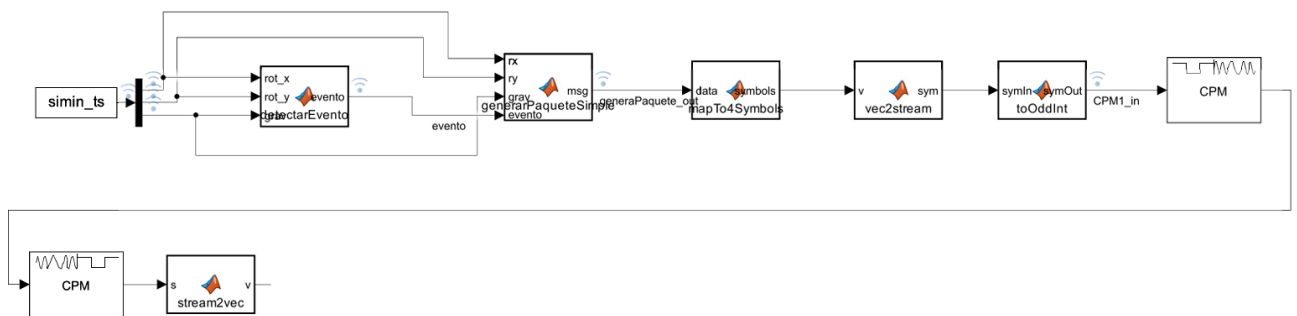 simin_ts
rot_x
rot_y
grav
evento
detectarEvento
evento
rx
ry
grav
evento
msg
generarPaqueteSimple
generaPaquete_out
data
symbols
mapTo4Symbols
v
sym
vec2stream
symIn
symOut
toOddInt
CPM1_in
CPM
CPM
s
v
stream2vec